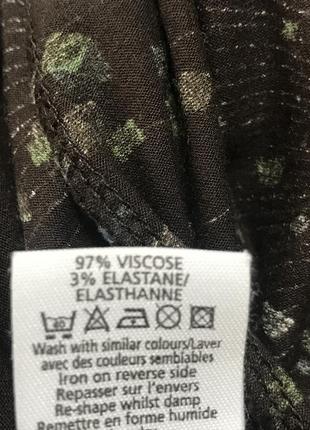 97% VISCOSE
3% ELASTANE/
ELASTHANNE
40
Wash with similar colours/Laver
avec des couleurs semblables
Iron on reverse side
Repasser sur l'envers
Re-shape whilst damp
Remettre en forme humide